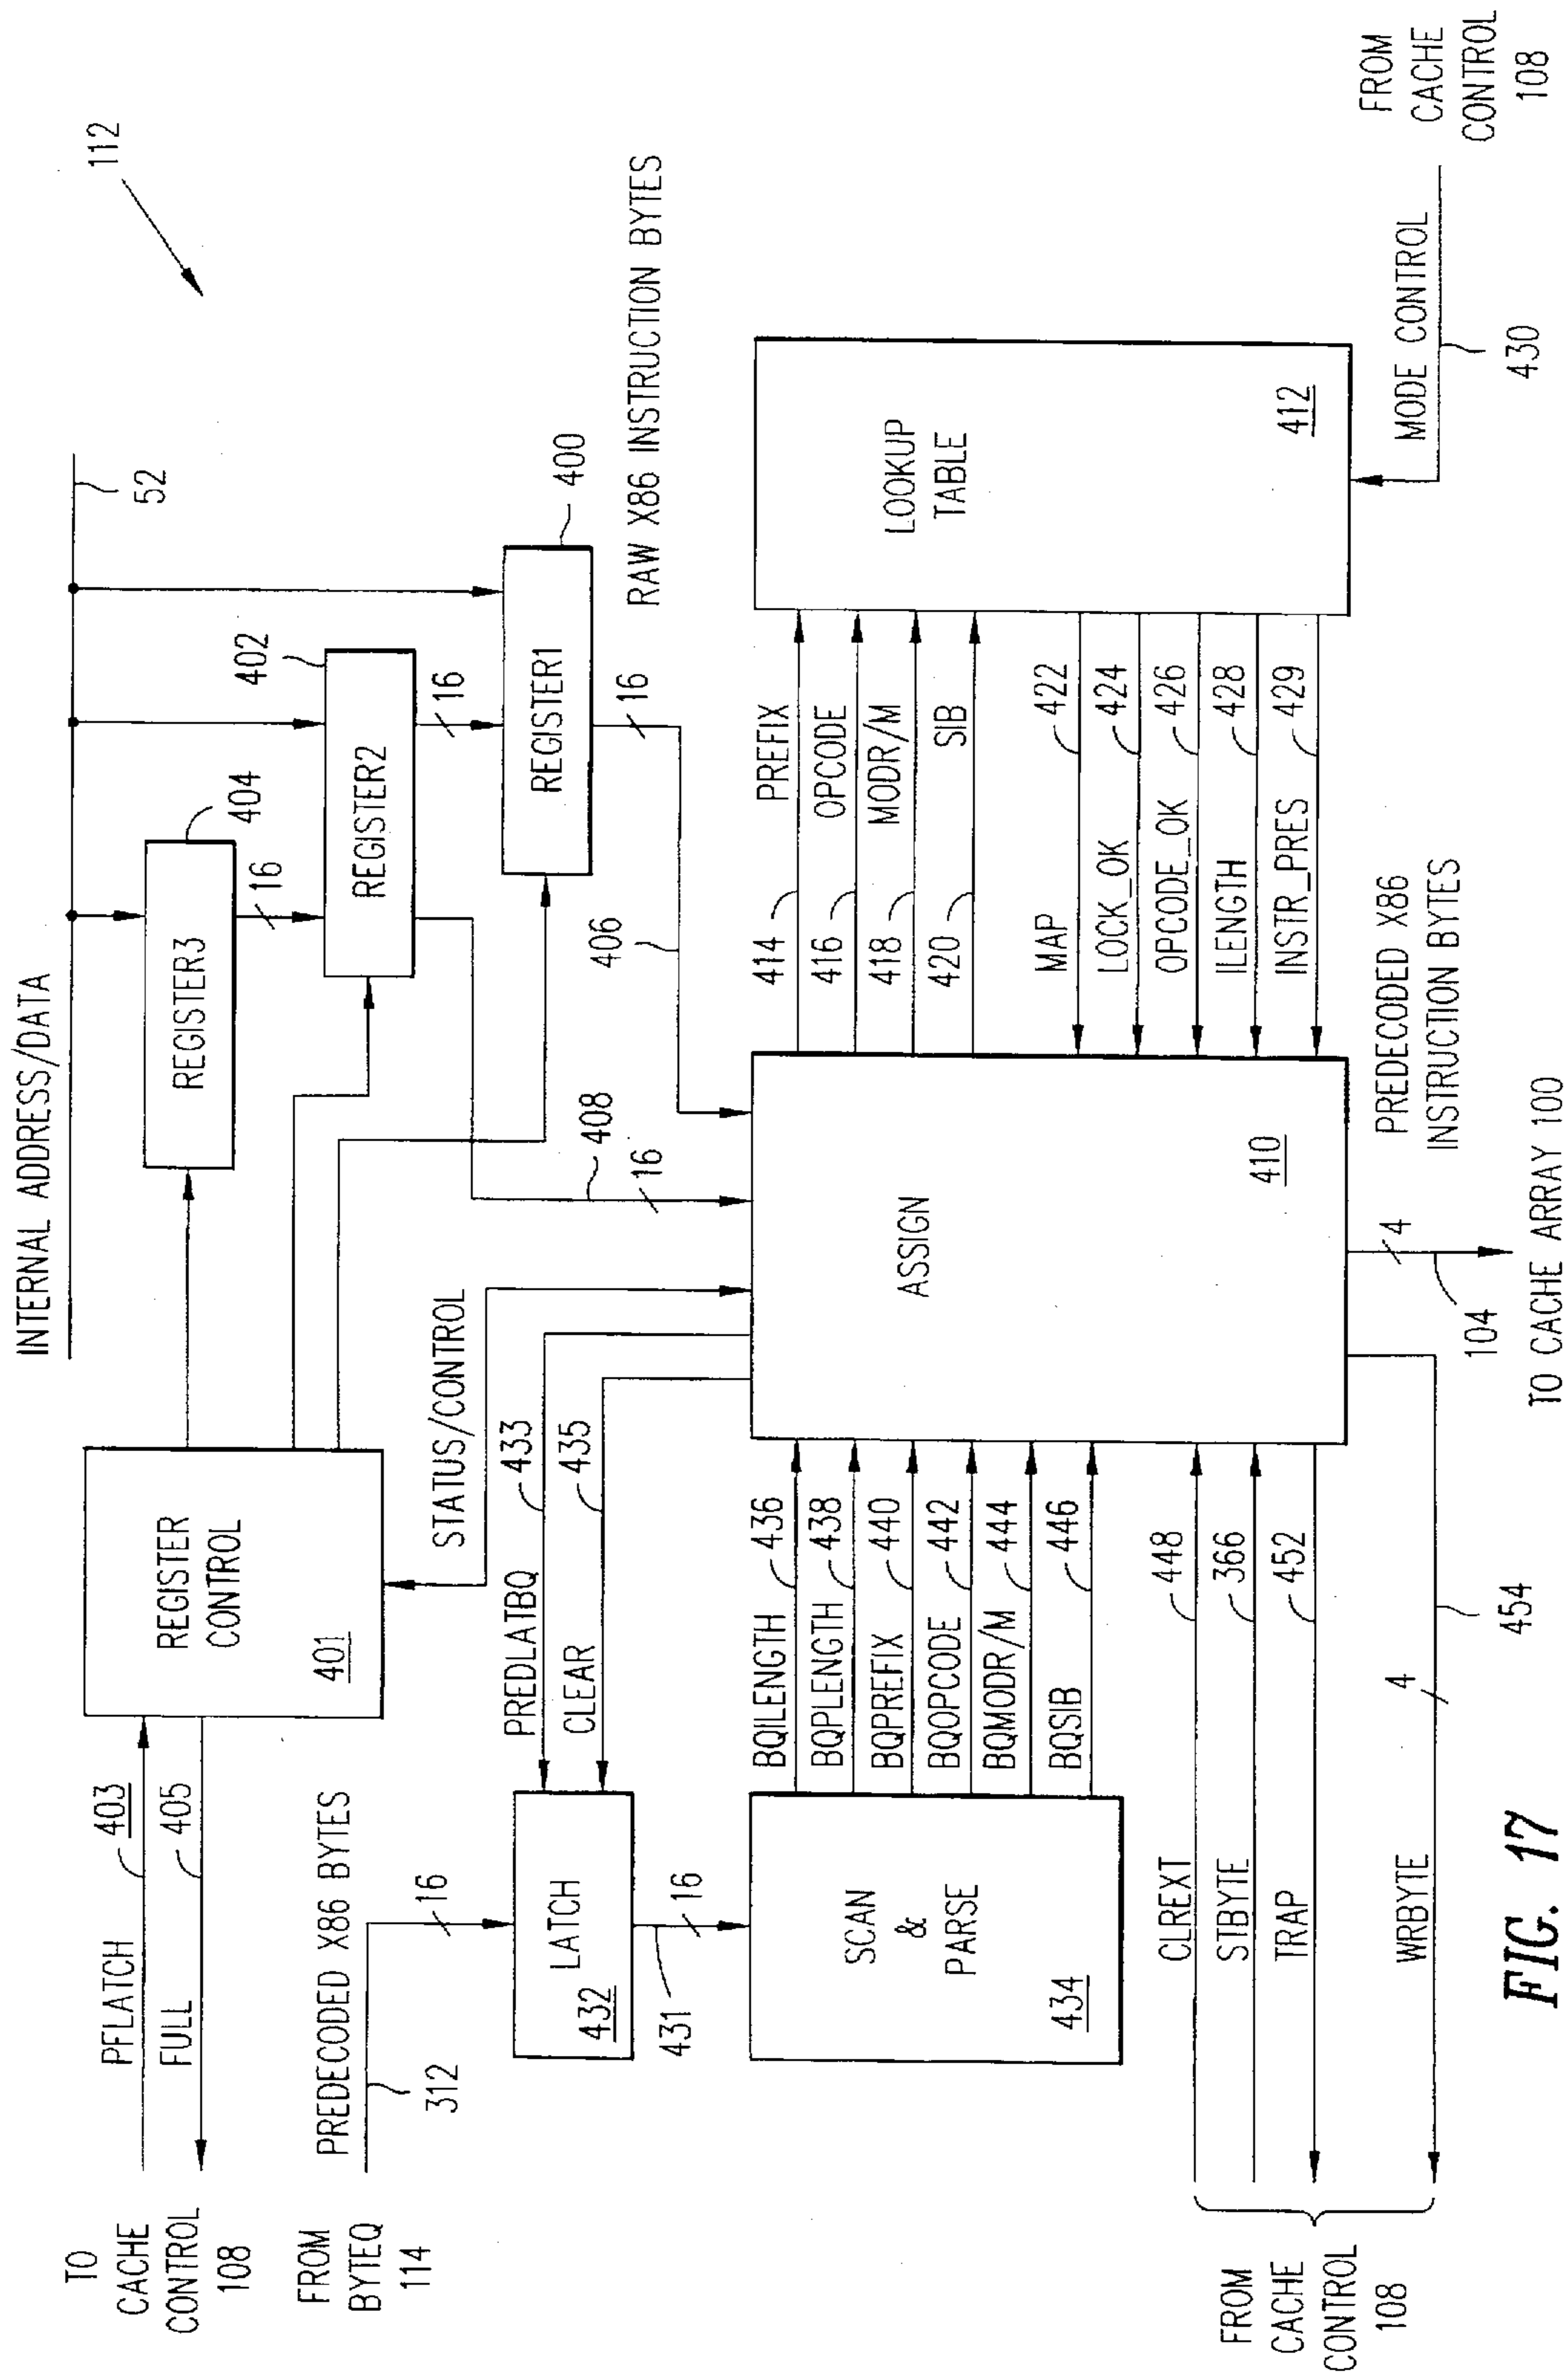 INTERNAL ADDRESS/DATA
52
112
TO
CACHE
CONTROL
108
PFLATCH
403
FULL
405
REGISTER
CONTROL
401
REGISTER3
404
16
REGISTER2
402
16
REGISTER1
400
16
RAW X86 INSTRUCTION BYTES
406
408
16
STATUS/CONTROL
FROM
BYTEQ
114
PREDECODED X86 BYTES
312
16
PREDLATBQ
433
CLEAR
435
LATCH
432
431
16
SCAN
&
PARSE
434
BQILENGTH
436
BQPLENGTH
438
BQPREFIX
440
BQOPCODE
442
BQMODR/M
444
BQSIB
446
ASSIGN
410
414
PREFIX
416
OPCODE
418
MODR/M
420
SIB
MAP
422
LOCK_OK
424
OPCODE_OK
426
ILENGTH
428
INSTR_PRES
429
LOOKUP
TABLE
412
MODE CONTROL
430
FROM
CACHE
CONTROL
108
CLREXT
448
STBYTE
366
TRAP
452
WRBYTE
4
454
FROM
CACHE
CONTROL
108
4
104
PREDECODED X86
INSTRUCTION BYTES
TO CACHE ARRAY 100
FIG. 17